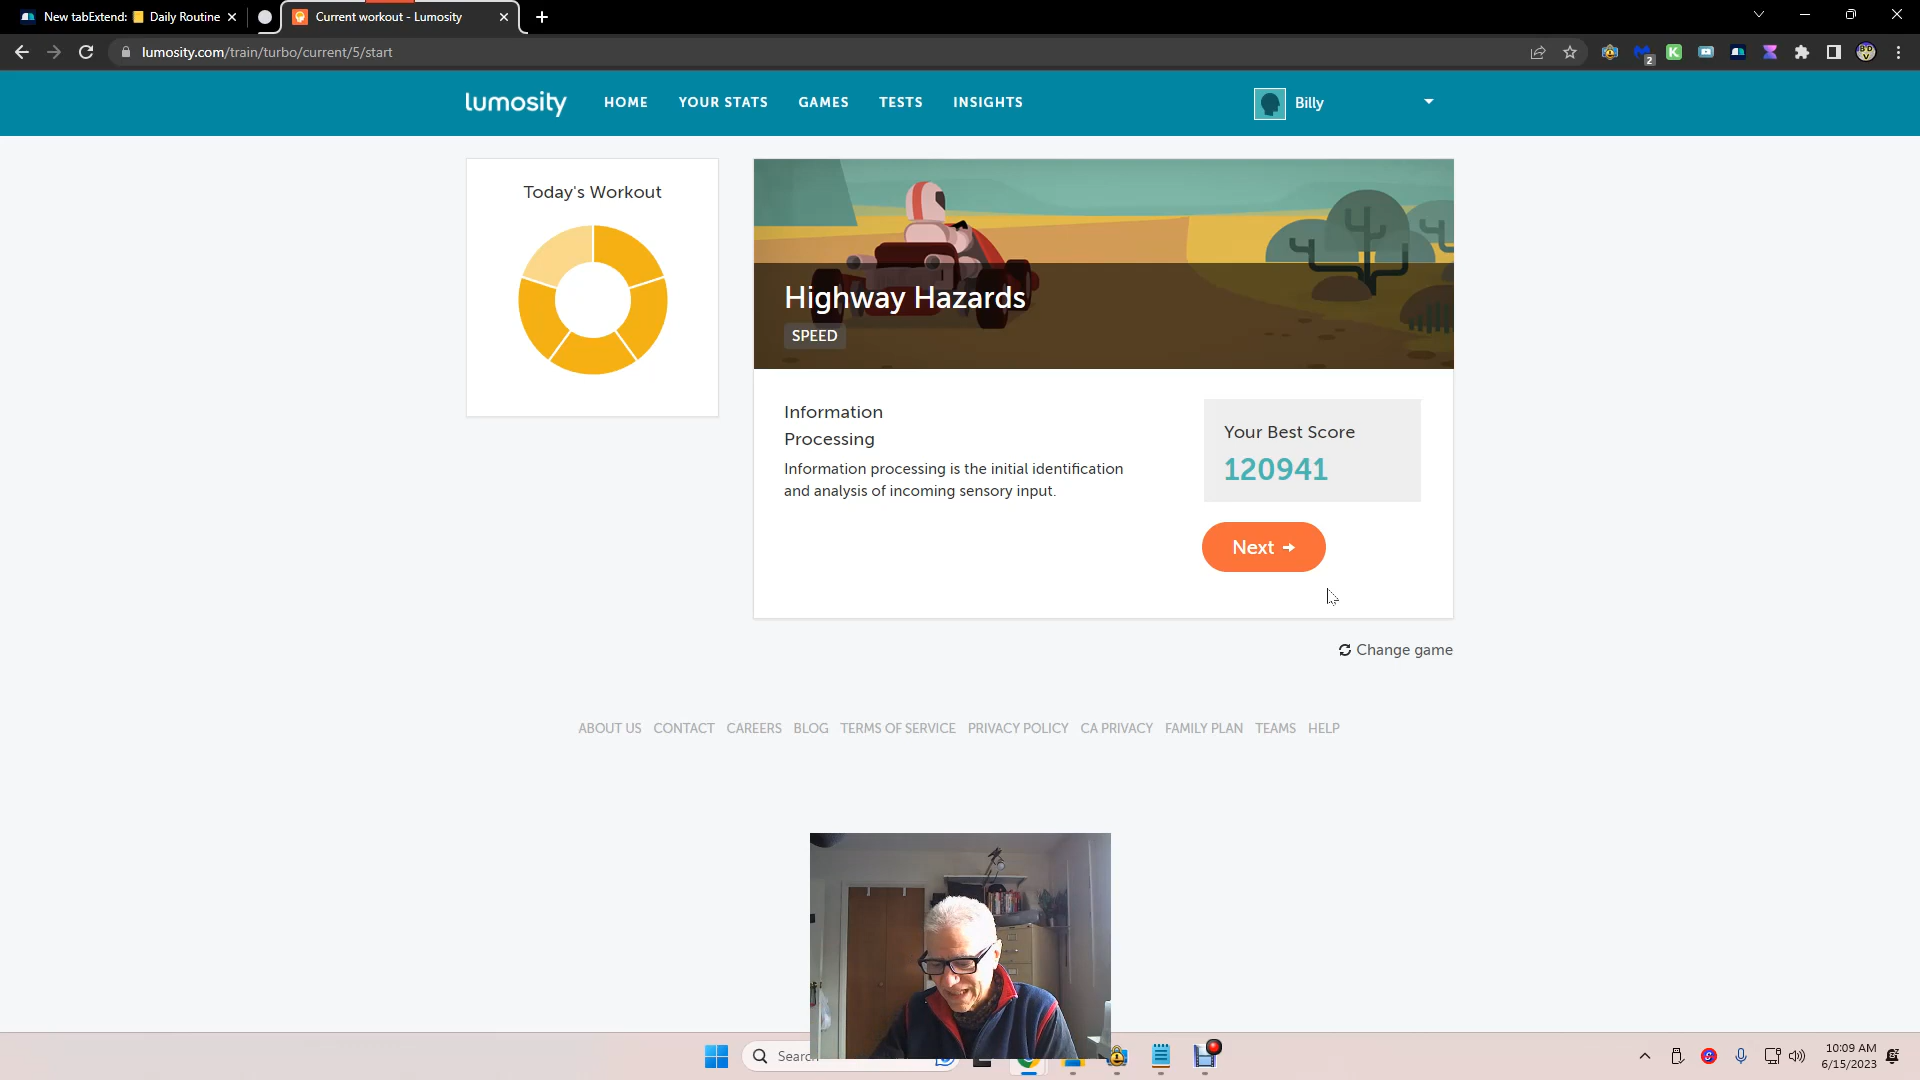 New tabExtend: 📒 Daily Routine
Current workout - Lumosity
lumosity.com/train/turbo/current/5/start
2
lumosity
HOME
YOUR STATS
GAMES
TESTS
INSIGHTS
Billy
Today's Workout
Highway Hazards
SPEED
Information
Processing
Information processing is the initial identification
and analysis of incoming sensory input.
Your Best Score
120941
Next →
Change game
ABOUT US CONTACT CAREERS BLOG TERMS OF SERVICE PRIVACY POLICY CA PRIVACY FAMILY PLAN TEAMS HELP
10:09 AM
6/15/2023